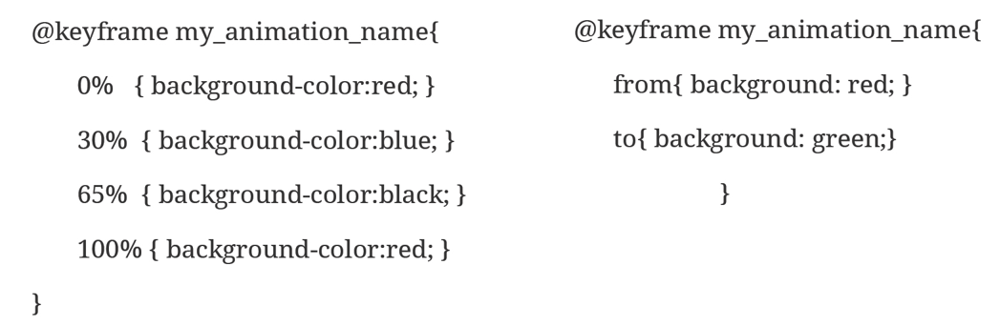 @keyframe my_animation_name{
0% { background-color:red; }
30% { background-color:blue; }
65% { background-color:black; }
100% { background-color:red; }
}
@keyframe my_animation_name{
from{ background: red; }
to{ background: green;}
}